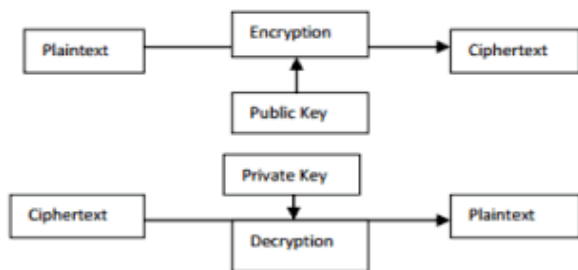 Encryption
Plaintext
Ciphertext
Public Key
Private Key
Ciphertext
Plaintext
Decryption